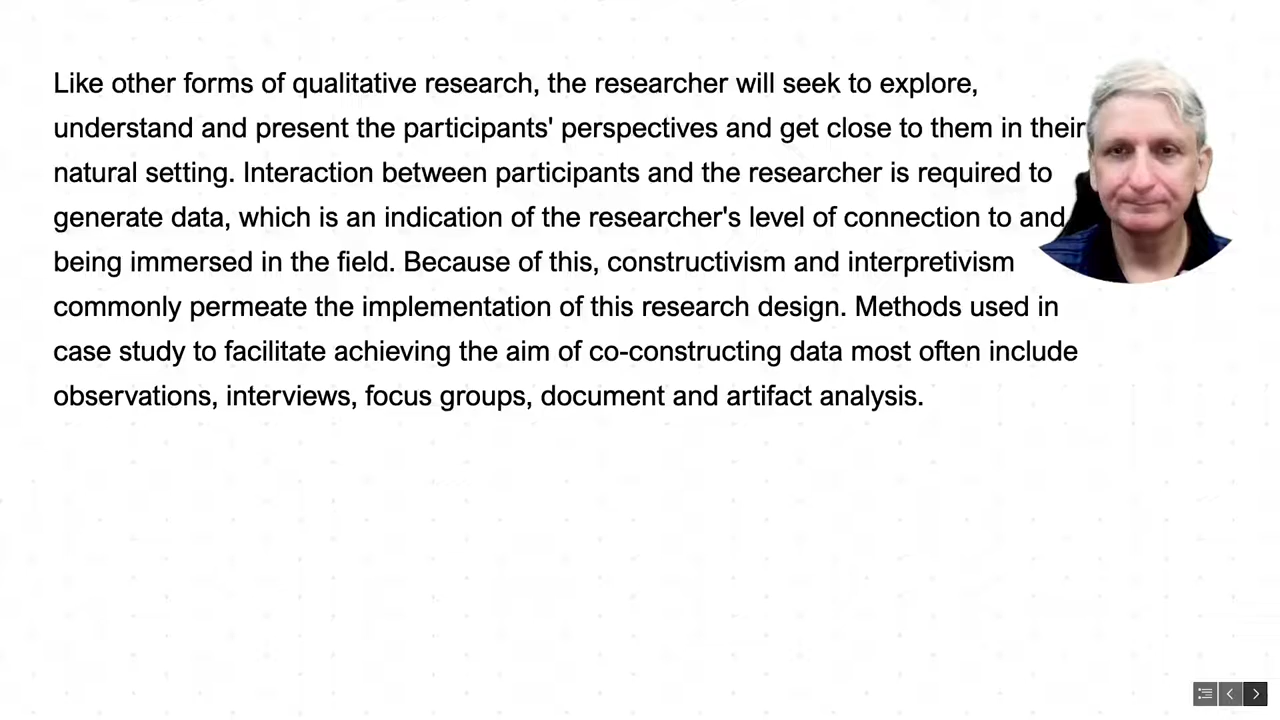 Like other forms of qualitative research, the researcher will seek to explore,
understand and present the participants' perspectives and get close to them in their
natural setting. Interaction between participants and the researcher is required to
generate data, which is an indication of the researcher's level of connection to and
being immersed in the field. Because of this, constructivism and interpretivism
commonly permeate the implementation of this research design. Methods used in
case study to facilitate achieving the aim of co-constructing data most often include
observations, interviews, focus groups, document and artifact analysis.